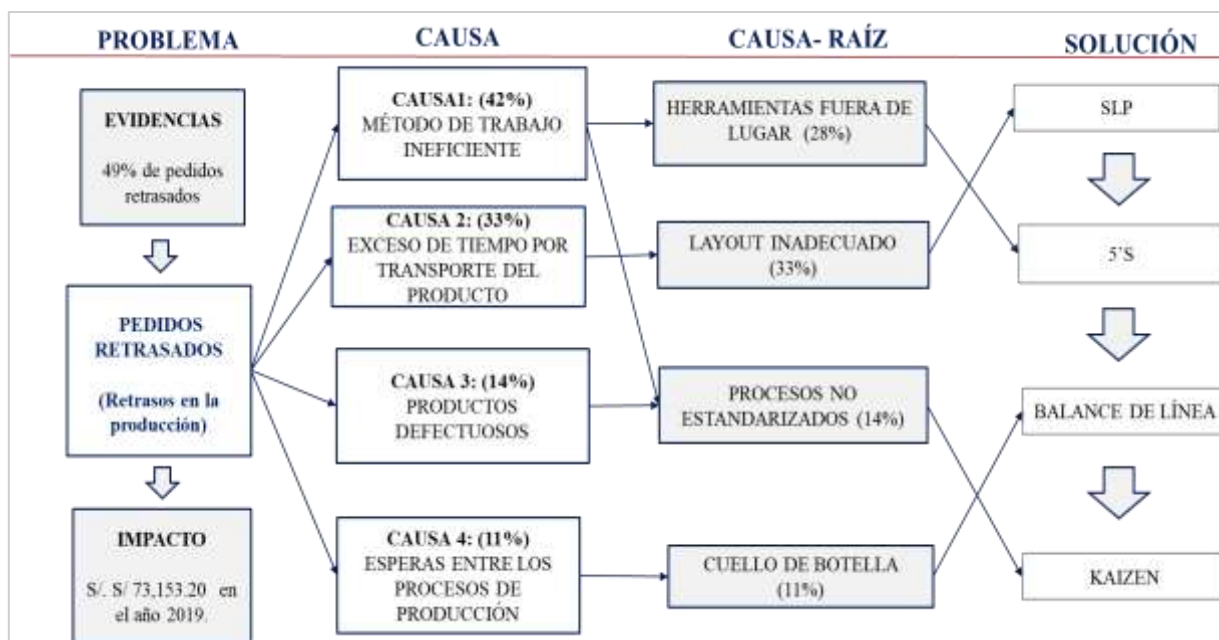 PROBLEMA
CAUSA
CAUSA- RAÍZ
SOLUCIÓN
EVIDENCIAS
49% de pedidos
retrasados
PEDIDOS
RETRASADOS
(Retrasos en la
producción)
IMPACTO
S/. S/ 73,153.20 en
el año 2019.
CAUSA1: (42%)
MÉTODO DE TRABAJO
INEFICIENTE
CAUSA 2: (33%)
EXCESO DE TIEMPO POR
TRANSPORTE DEL
PRODUCTO
CAUSA 3: (14%)
PRODUCTOS
DEFECTUOSOS
CAUSA 4: (11%)
ESPERAS ENTRE LOS
PROCESOS DE
PRODUCCIÓN
HERRAMIENTAS FUERA DE
LUGAR (28%)
LAYOUT INADECUADO
(33%)
PROCESOS NO
ESTANDARIZADOS (14%)
CUELLO DE BOTELLA
(11%)
SLP
5’S
BALANCE DE LÍNEA
KAIZEN